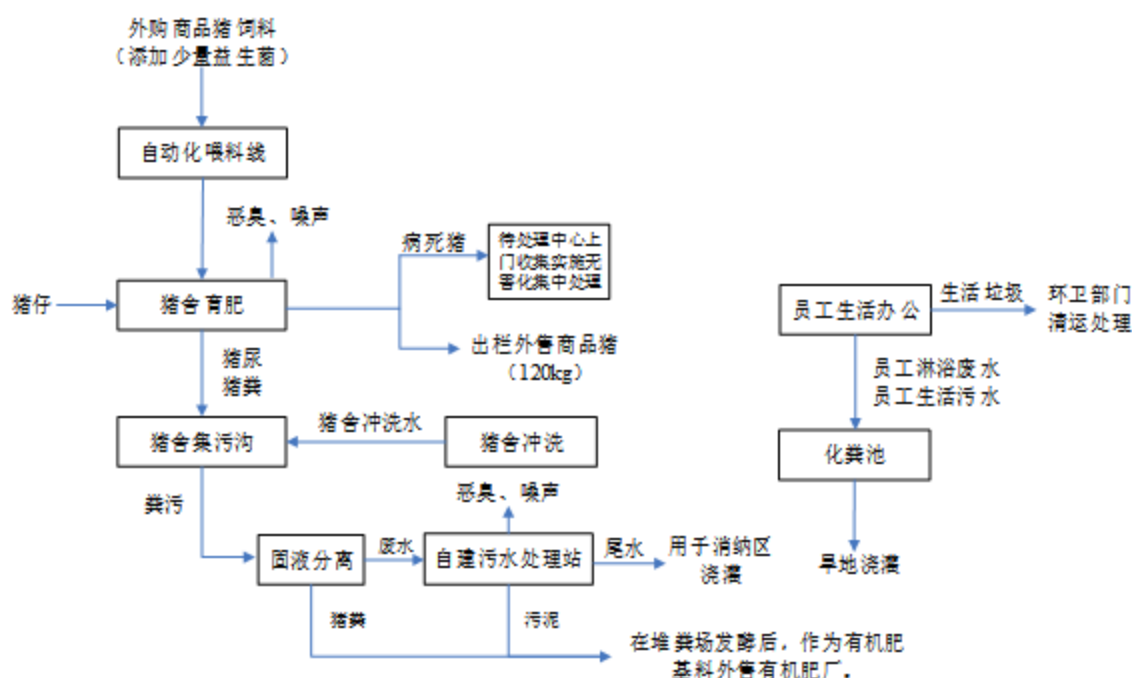 外购商品猪饲料
（添加少量益生菌）
自动化喂料线
恶臭、噪声
病死猪
待处理中心上
门收集实施无
害化集中处理
猪仔
猪舍育肥
出栏外售商品猪
（120kg）
猪尿
猪粪
猪舍集污沟
猪舍冲洗水
猪舍冲洗
粪污
恶臭、噪声
固液分离
废水
自建污水处理站
尾水
用于消纳区
浇灌
猪粪
污泥
在堆粪场发酵后，作为有机肥
基料外售有机肥厂。
员工生活办公
生活垃圾
环卫部门
清运处理
员工淋浴废水
员工生活污水
化粪池
旱地浇灌